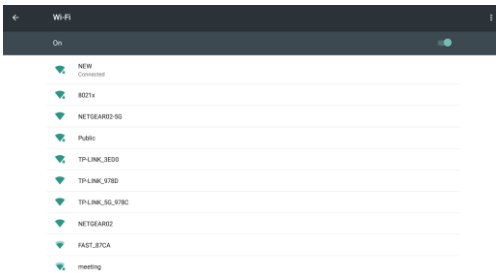 Wi-Fi
On
NEW
Connected
8021x
NETGEAR02-5G
Public
TP-LINK_3ED0
TP-LINK_978D
TP-LINK_5G_978C
NETGEAR02
FAST_87CA
meeting